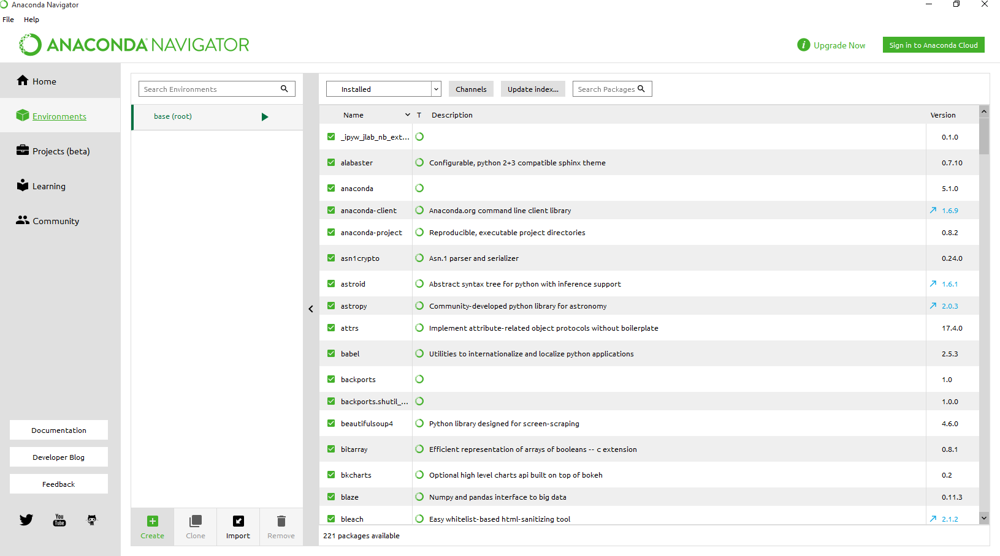 Anaconda Navigator
File Help
ANACONDA NAVIGATOR
i Upgrade Now Sign in to Anaconda Cloud
Home
Environments
Projects (beta)
Learning
Community
Documentation
Developer Blog
Feedback
You Tube
Search Environments
base (root)
Create Clone Import Remove
Installed Channels Update index... Search Packages
Name T Description Version
_ipyw_jlab_nb_ext... 0.1.0
alabaster Configurable, python 2+3 compatible sphinx theme 0.7.10
anaconda 5.1.0
anaconda-client Anaconda.org command line client library 1.6.9
anaconda-project Reproducible, executable project directories 0.8.2
asn1crypto Asn.1 parser and serializer 0.24.0
astroid Abstract syntax tree for python with inference support 1.6.1
astropy Community-developed python library for astronomy 2.0.3
attrs Implement attribute-related object protocols without boilerplate 17.4.0
babel Utilities to internationalize and localize python applications 2.5.3
backports 1.0
backports.shutil_... 1.0.0
beautifulsoup4 Python library designed for screen-scraping 4.6.0
bitarray Efficient representation of arrays of booleans -- c extension 0.8.1
bkcharts Optional high level charts api built on top of bokeh 0.2
blaze Numpy and pandas interface to big data 0.11.3
bleach Easy whitelist-based html-sanitizing tool 2.1.2
221 packages available